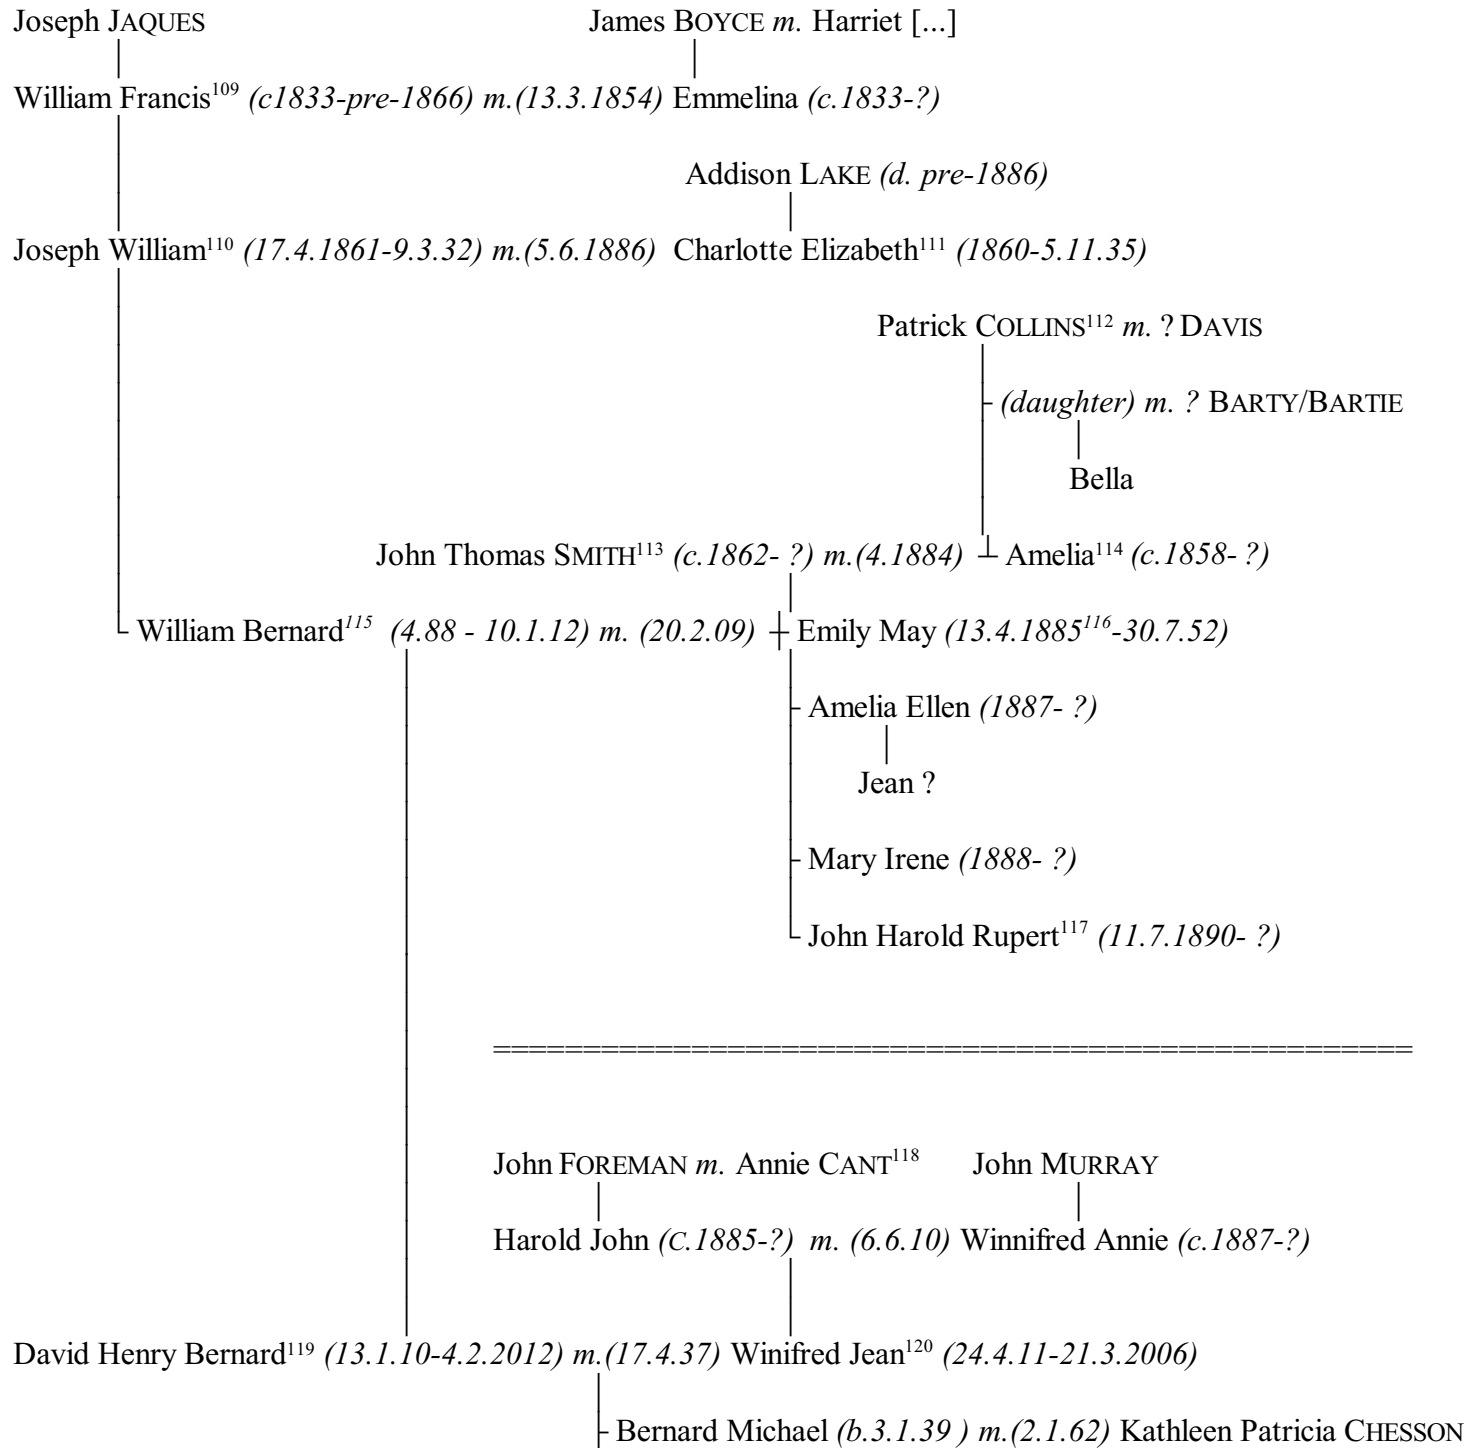 Joseph JAQUES James BOYCE m. Harriet [...]
William Francis¹⁰⁹ (c1833-pre-1866) m.(13.3.1854) Emmelina (c.1833-?)
Addison LAKE (d. pre-1886)
Joseph William¹¹⁰ (17.4.1861-9.3.32) m.(5.6.1886) Charlotte Elizabeth¹¹¹ (1860-5.11.35)
Patrick COLLINS¹¹² m. ? DAVIS
(daughter) m. ? BARTY/BARTIE
Bella
John Thomas SMITH¹¹³ (c.1862- ?) m.(4.1884) Amelia¹¹⁴ (c.1858- ?)
William Bernard¹¹⁵ (4.88 - 10.1.12) m. (20.2.09) Emily May (13.4.1885¹¹⁶-30.7.52)
Amelia Ellen (1887- ?)
Jean ?
Mary Irene (1888- ?)
John Harold Rupert¹¹⁷ (11.7.1890- ?)
=====================================================
John FOREMAN m. Annie CANT¹¹⁸ John MURRAY
Harold John (C.1885-?) m. (6.6.10) Winnifred Annie (c.1887-?)
David Henry Bernard¹¹⁹ (13.1.10-4.2.2012) m.(17.4.37) Winifred Jean¹²⁰ (24.4.11-21.3.2006)
Bernard Michael (b.3.1.39 ) m.(2.1.62) Kathleen Patricia CHESSON